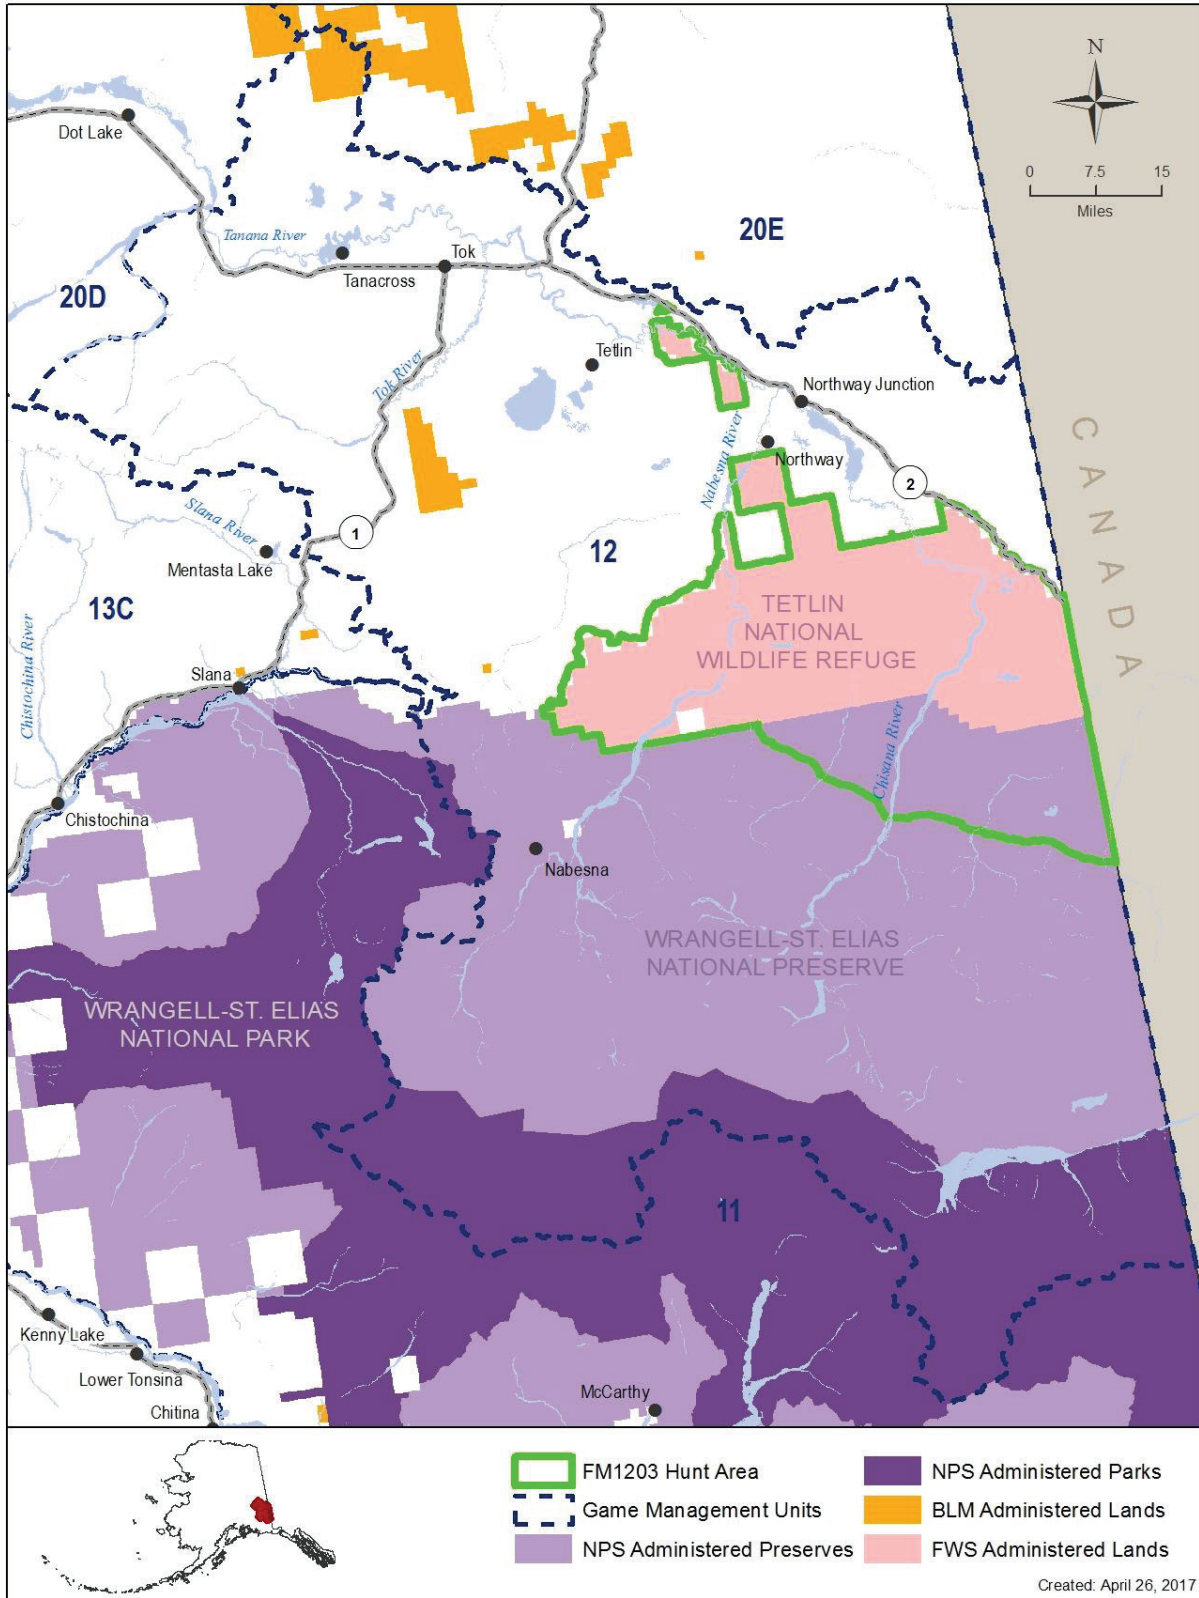 N
0 7.5 15
Miles
Dot Lake
Tanana River
Tok
Tanacross
20E
20D
Tetlin
Tok River
Northway Junction
Nabesna River
Northway
CANADA
2
Slana River
1
Mentasta Lake
12
13C
TETLIN
NATIONAL
WILDLIFE REFUGE
Chistochina River
Slana
Chisana River
Chistochina
Nabesna
WRANGELL-ST. ELIAS
NATIONAL PRESERVE
WRANGELL-ST. ELIAS
NATIONAL PARK
11
Kenny Lake
Lower Tonsina
Chitina
McCarthy
FM1203 Hunt Area
Game Management Units
NPS Administered Preserves
NPS Administered Parks
BLM Administered Lands
FWS Administered Lands
Created: April 26, 2017